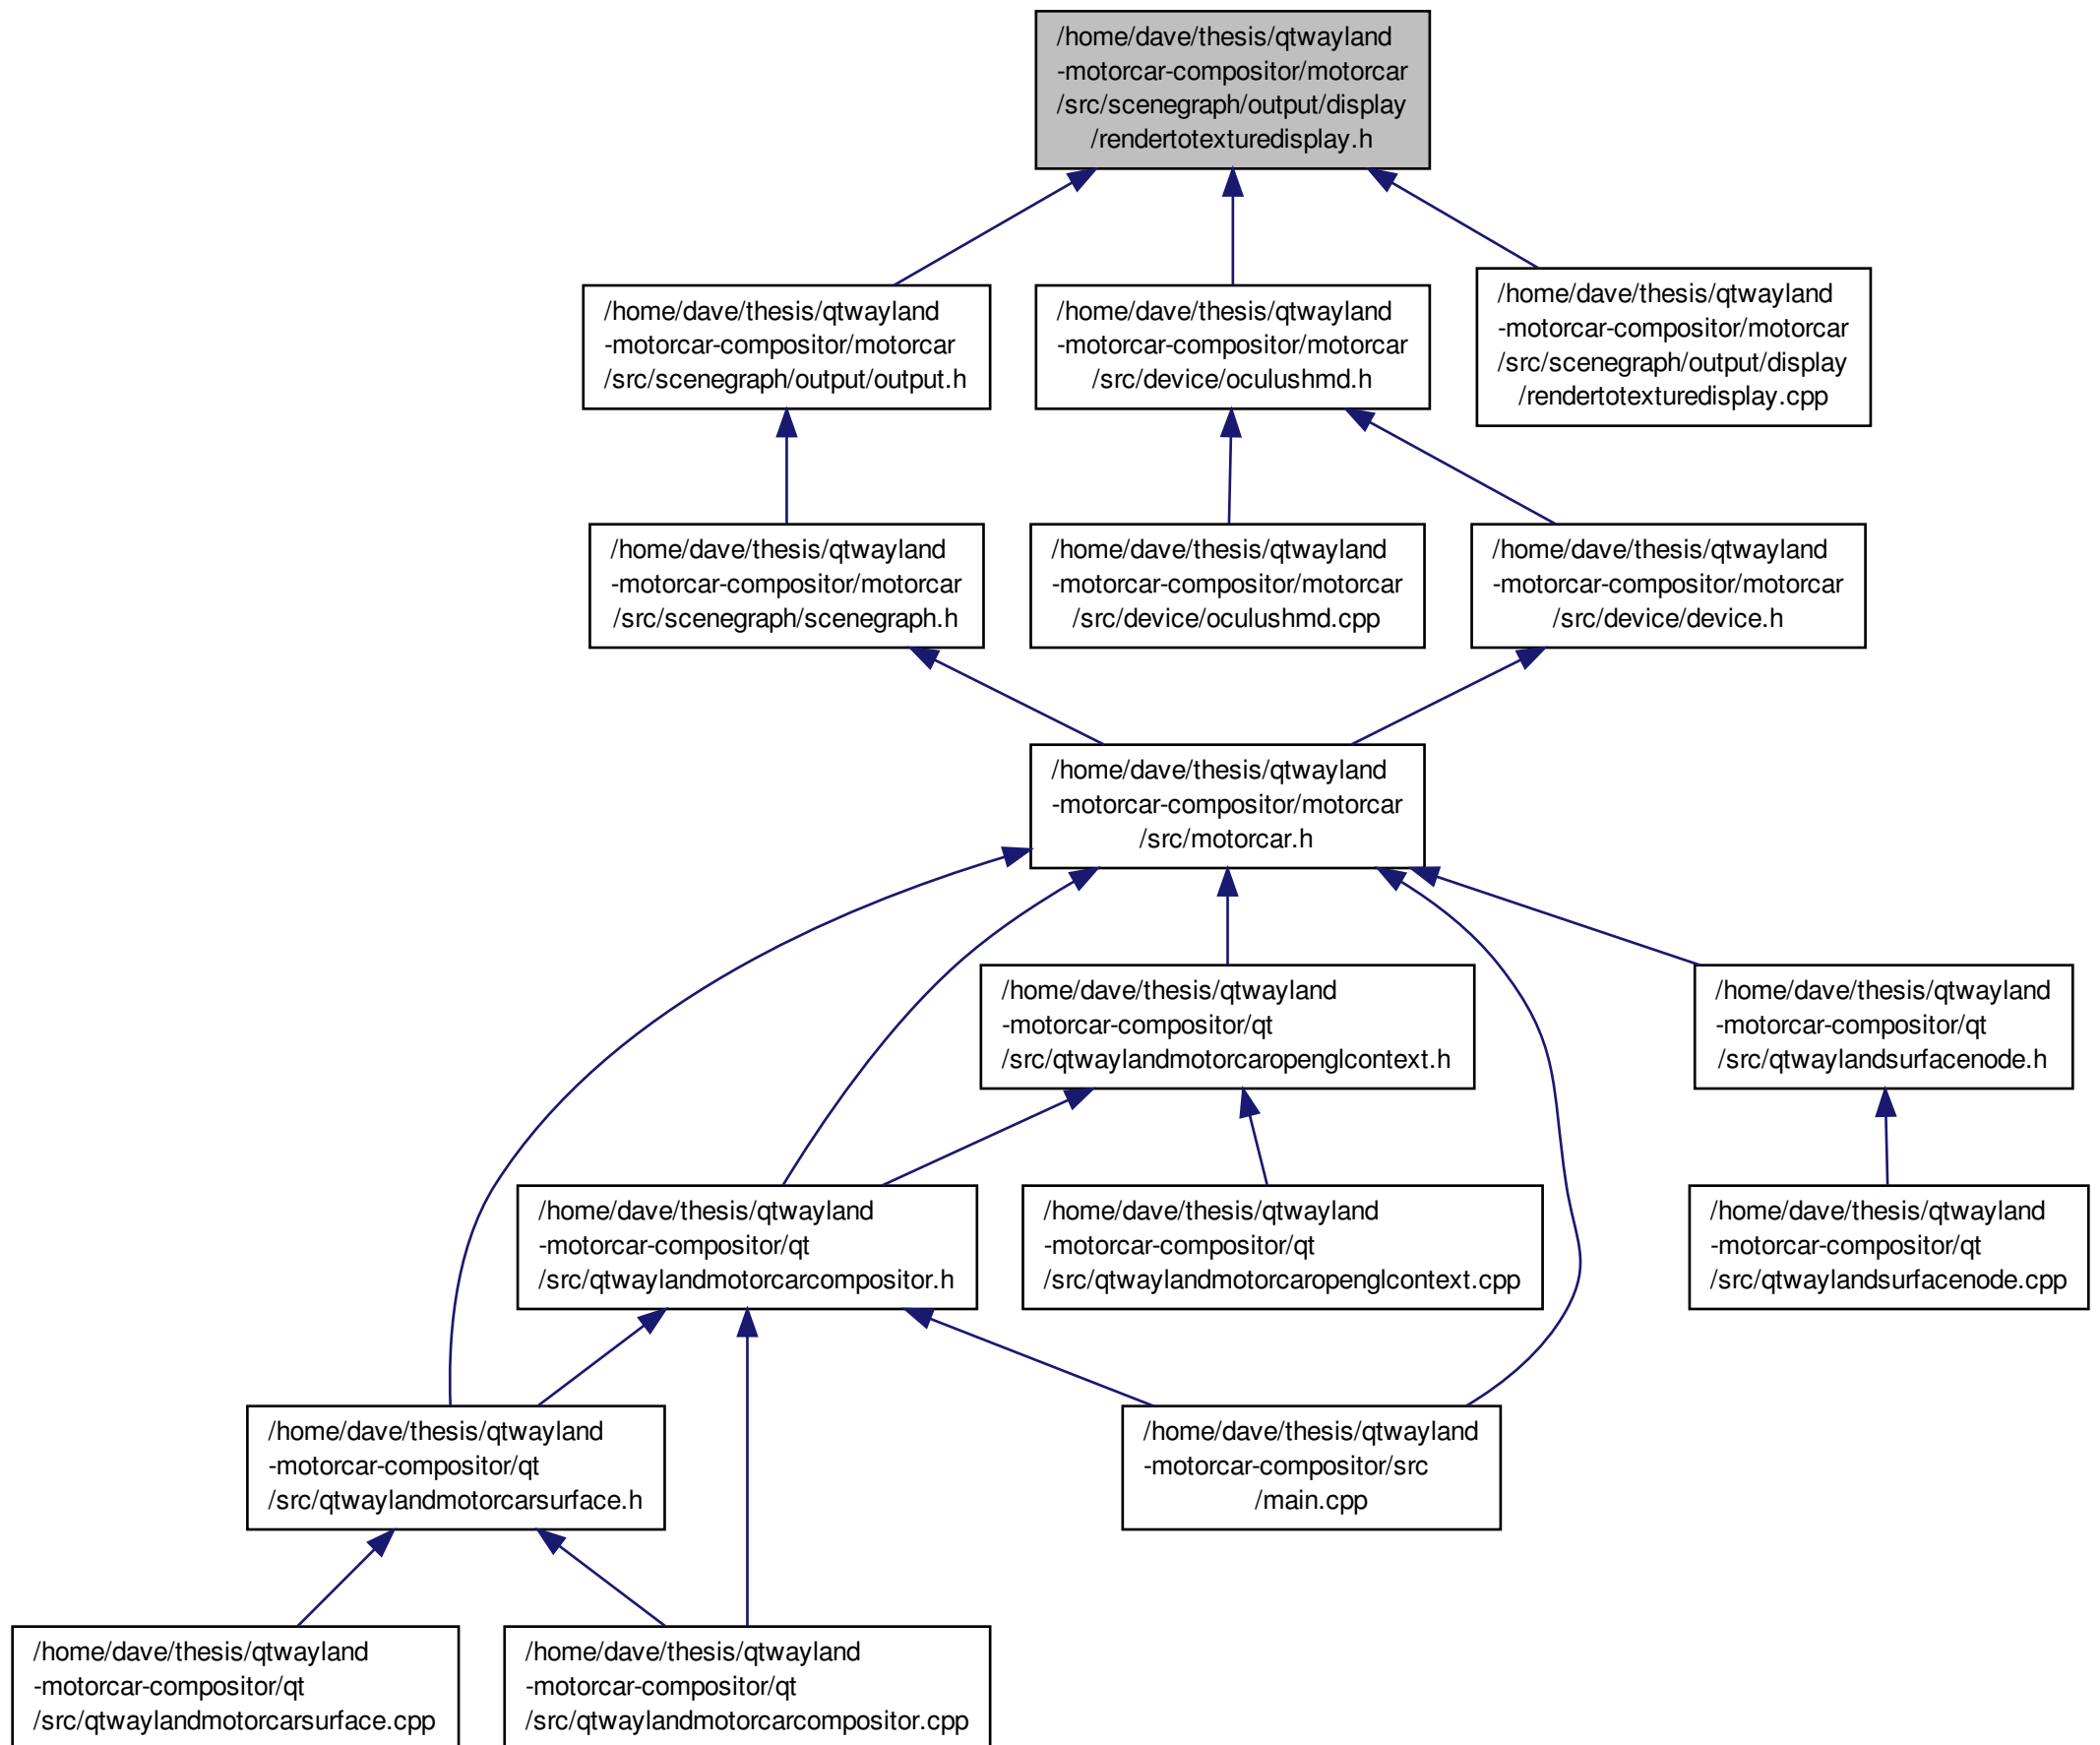 /home/dave/thesis/qtwayland
-motorcar-compositor/motorcar
/src/scenegraph/output/display
/rendertotexturedisplay.h
/home/dave/thesis/qtwayland
-motorcar-compositor/motorcar
/src/scenegraph/output/output.h
/home/dave/thesis/qtwayland
-motorcar-compositor/motorcar
/src/device/oculushmd.h
/home/dave/thesis/qtwayland
-motorcar-compositor/motorcar
/src/scenegraph/output/display
/rendertotexturedisplay.cpp
/home/dave/thesis/qtwayland
-motorcar-compositor/motorcar
/src/scenegraph/scenegraph.h
/home/dave/thesis/qtwayland
-motorcar-compositor/motorcar
/src/device/oculushmd.cpp
/home/dave/thesis/qtwayland
-motorcar-compositor/motorcar
/src/device/device.h
/home/dave/thesis/qtwayland
-motorcar-compositor/motorcar
/src/motorcar.h
/home/dave/thesis/qtwayland
-motorcar-compositor/qt
/src/qtwaylandmotorcaropenglcontext.h
/home/dave/thesis/qtwayland
-motorcar-compositor/qt
/src/qtwaylandsurfacenode.h
/home/dave/thesis/qtwayland
-motorcar-compositor/qt
/src/qtwaylandmotorcarcompositor.h
/home/dave/thesis/qtwayland
-motorcar-compositor/qt
/src/qtwaylandmotorcaropenglcontext.cpp
/home/dave/thesis/qtwayland
-motorcar-compositor/qt
/src/qtwaylandsurfacenode.cpp
/home/dave/thesis/qtwayland
-motorcar-compositor/qt
/src/qtwaylandmotorcarsurface.h
/home/dave/thesis/qtwayland
-motorcar-compositor/src
/main.cpp
/home/dave/thesis/qtwayland
-motorcar-compositor/qt
/src/qtwaylandmotorcarsurface.cpp
/home/dave/thesis/qtwayland
-motorcar-compositor/qt
/src/qtwaylandmotorcarcompositor.cpp